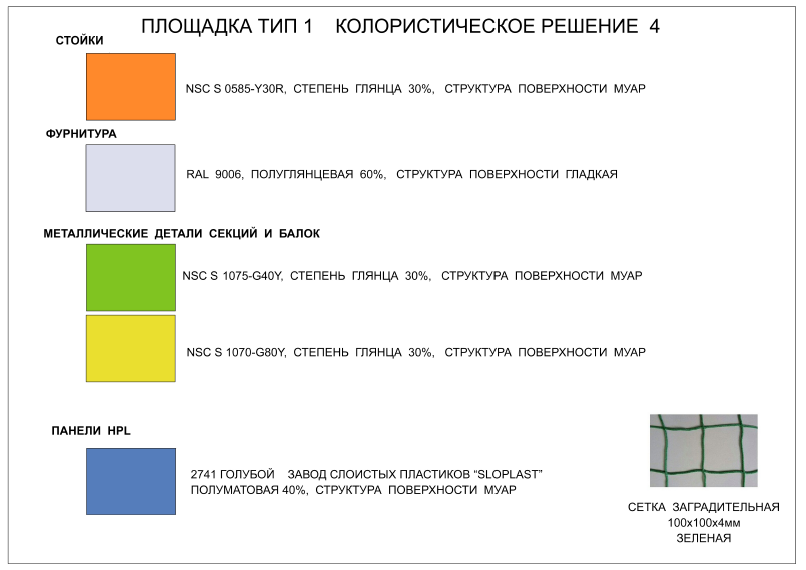 ПЛОЩАДКА ТИП 1 КОЛОРИСТИЧЕСКОЕ РЕШЕНИЕ 4
СТОЙКИ
NSC S 0585-Y30R, СТЕПЕНЬ ГЛЯНЦА 30%, СТРУКТУРА ПОВЕРХНОСТИ МУАР
ФУРНИТУРА
RAL 9006, ПОЛУГЛЯНЦЕВАЯ 60%, СТРУКТУРА ПОВЕРХНОСТИ ГЛАДКАЯ
МЕТАЛЛИЧЕСКИЕ ДЕТАЛИ СЕКЦИЙ И БАЛОК
NSC S 1075-G40Y, СТЕПЕНЬ ГЛЯНЦА 30%, СТРУКТУРА ПОВЕРХНОСТИ МУАР
NSC S 1070-G80Y, СТЕПЕНЬ ГЛЯНЦА 30%, СТРУКТУРА ПОВЕРХНОСТИ МУАР
ПАНЕЛИ HPL
2741 ГОЛУБОЙ ЗАВОД СЛОИСТЫХ ПЛАСТИКОВ “SLOPLAST”
ПОЛУМАТОВАЯ 40%, СТРУКТУРА ПОВЕРХНОСТИ МУАР
СЕТКА ЗАГРАДИТЕЛЬНАЯ
100х100х4мм
ЗЕЛЕНАЯ